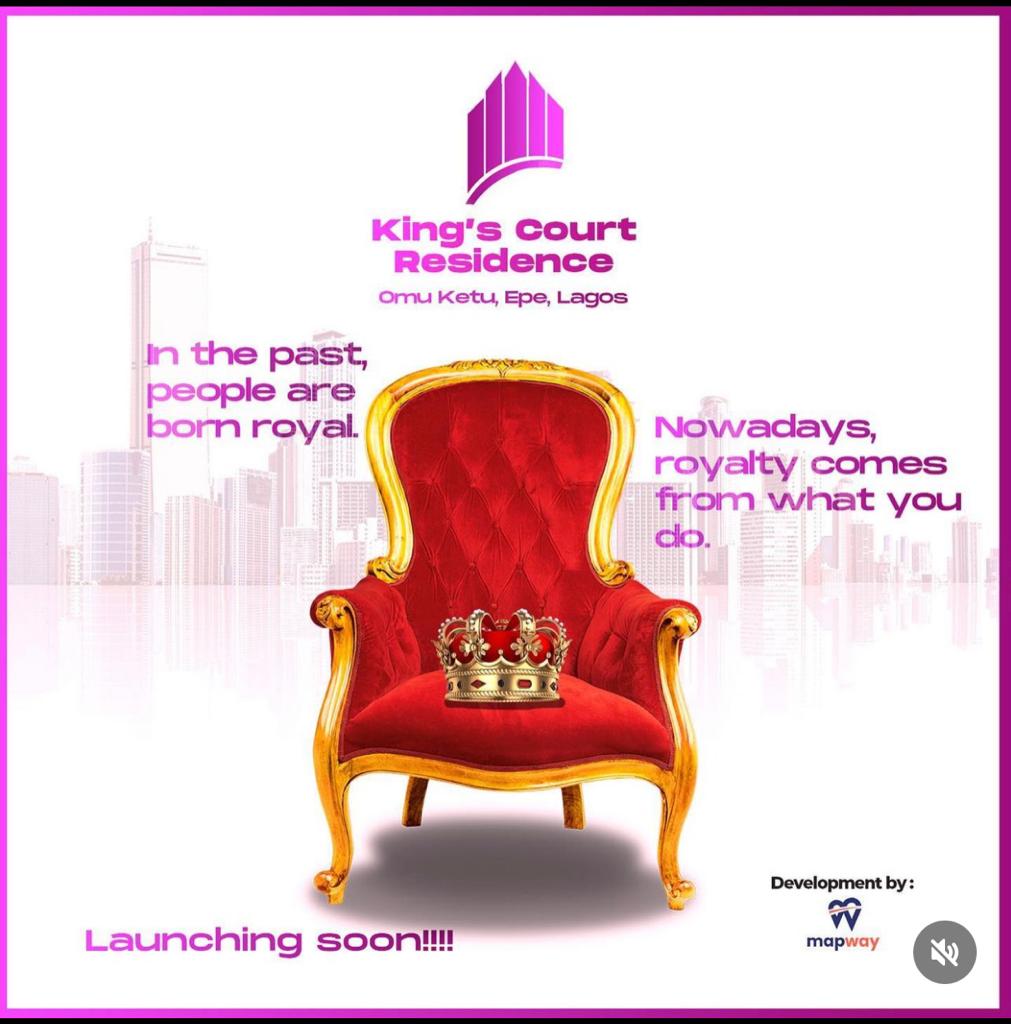 King's Court
Residence
Omu Ketu, Epe, Lagos
In the past,
people are
born royal.
Nowadays,
royalty comes
from what you
do.
Launching soon!!!!
Development by:
mapway